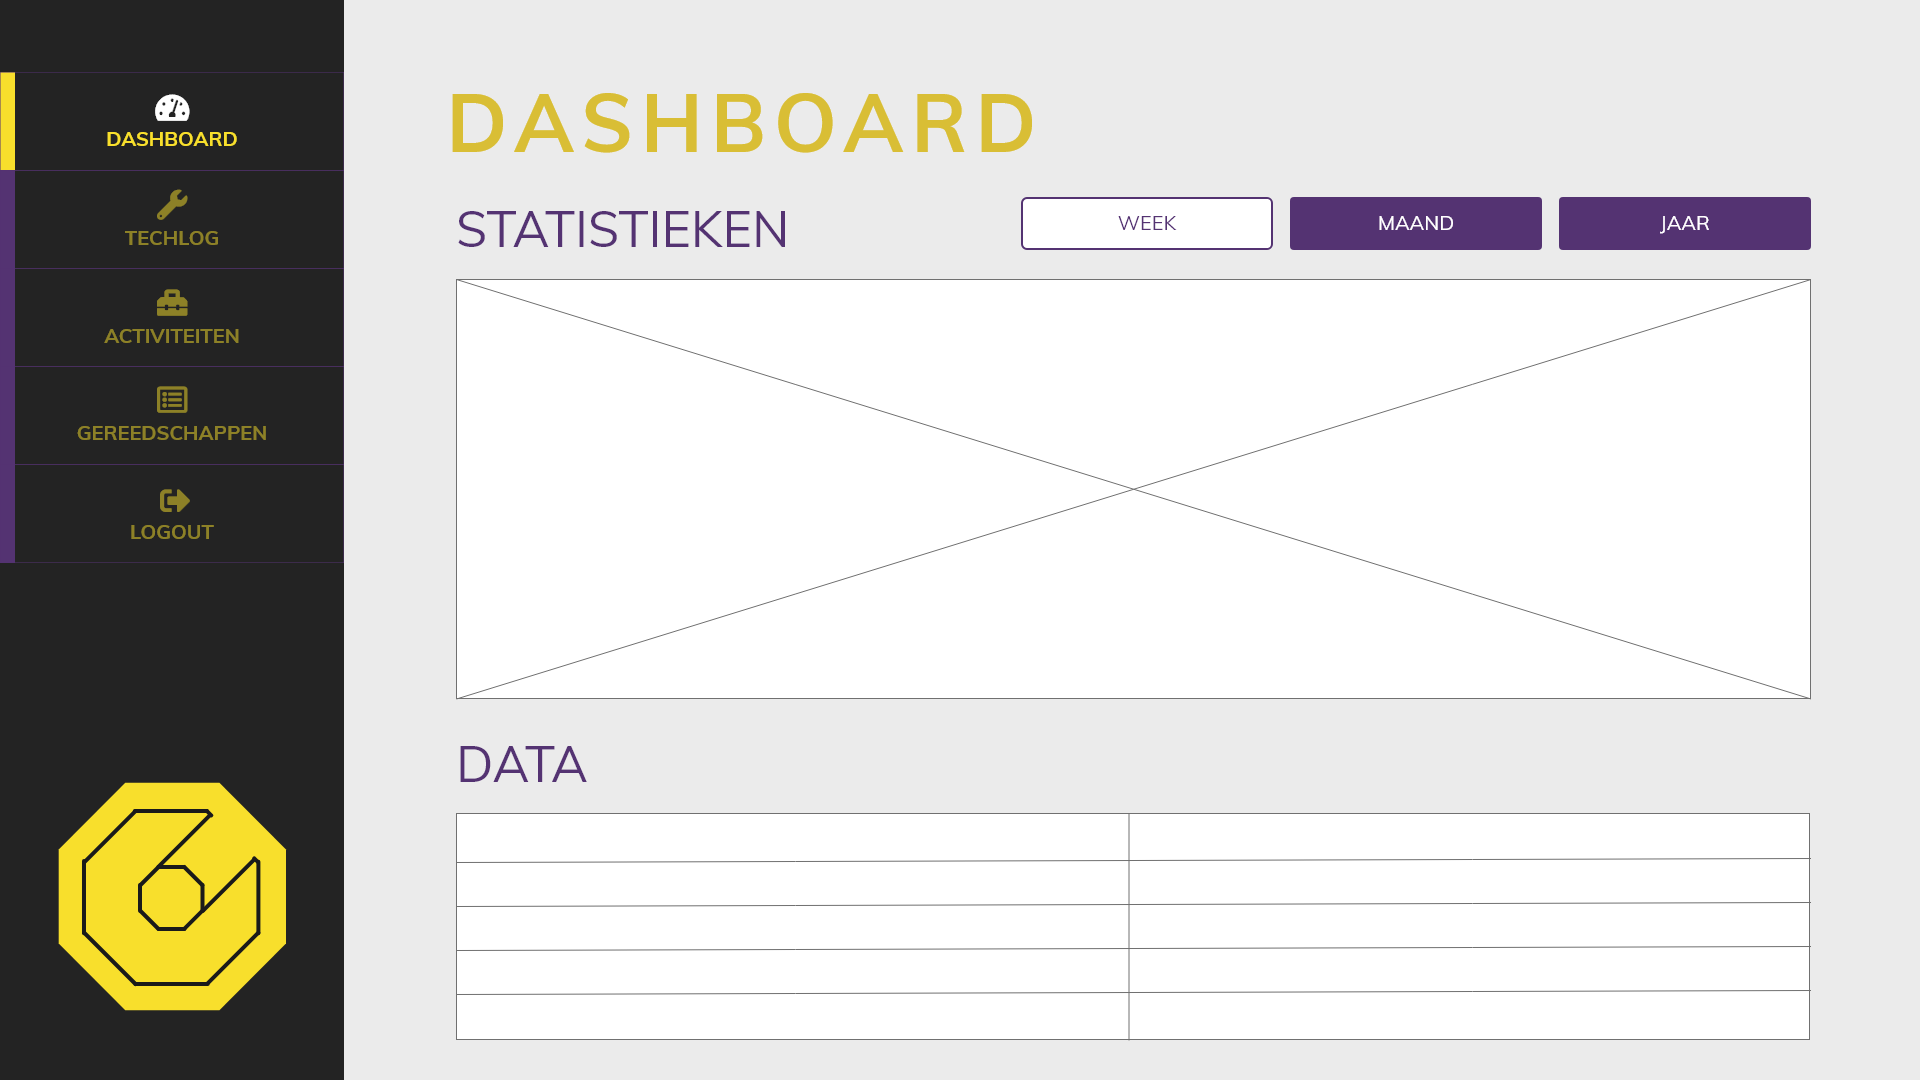 DASHBOARD
TECHLOG
ACTIVITEITEN
GEREEDSCHAPPEN
LOGOUT
DASHBOARD
STATISTIEKEN
WEEK
MAAND
JAAR
DATA